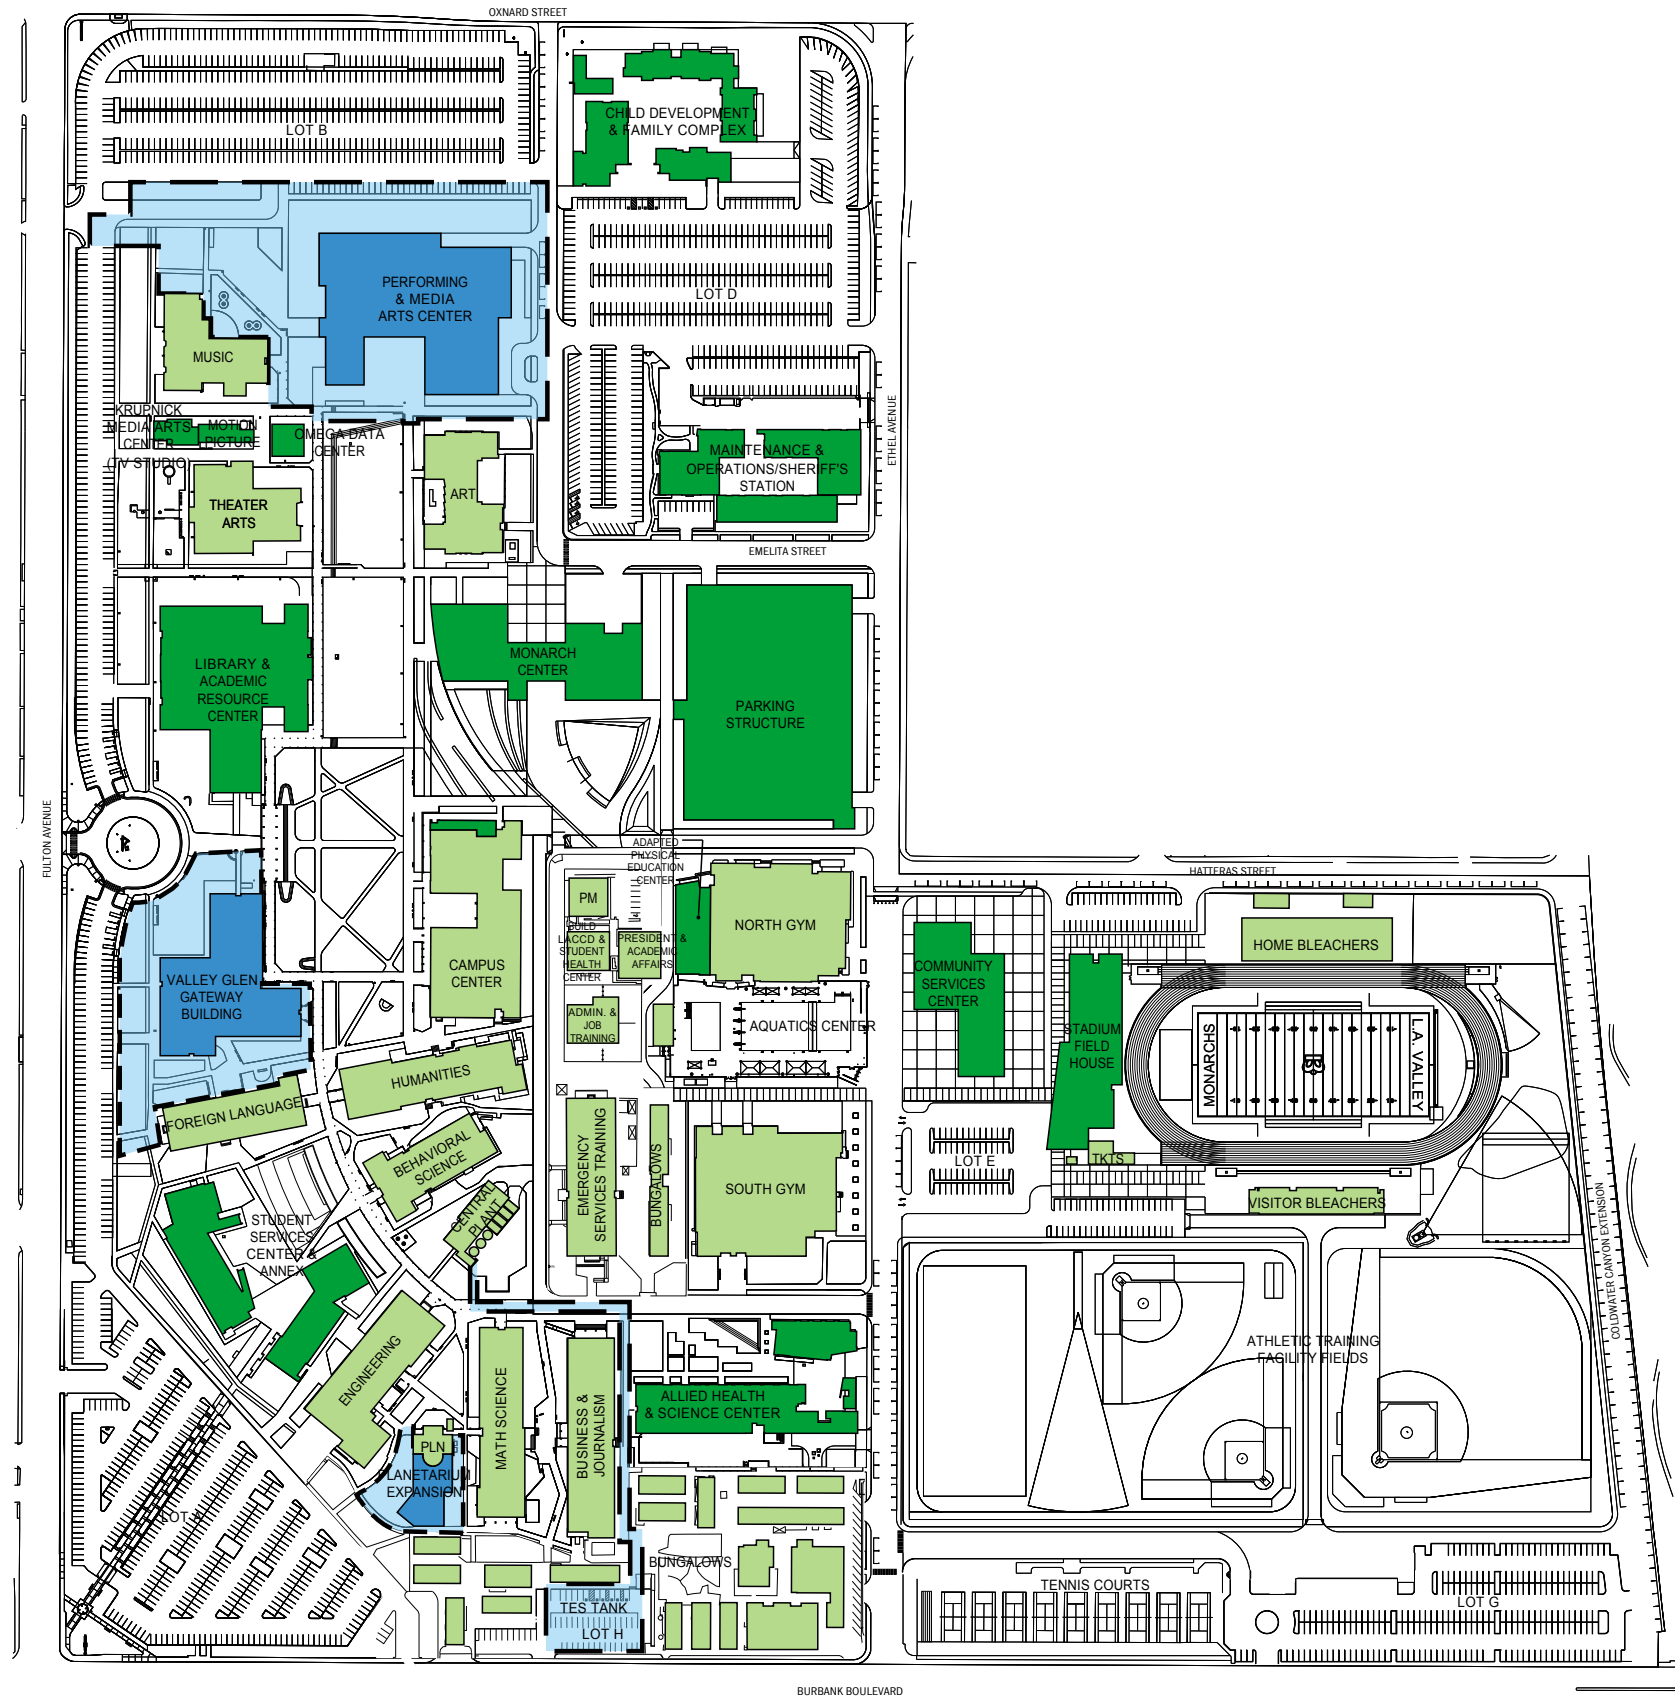 OXNARD STREET
LOT B
CHILD DEVELOPMENT
& FAMILY COMPLEX
PERFORMING
& MEDIA
ARTS CENTER
LOT D
MUSIC
KRUPNICK
MEDIA ARTS
CENTER
(TV STUDIO)
MOTION
PICTURE
OMEGA DATA
CENTER
ETHEL AVENUE
MAINTENANCE &
OPERATIONS/SHERIFF'S
STATION
ART
THEATER
ARTS
EMELITA STREET
LIBRARY &
ACADEMIC
RESOURCE
CENTER
MONARCH
CENTER
PARKING
STRUCTURE
FULTON AVENUE
ADAPTED
PHYSICAL
EDUCATION
CENTER
HATTERAS STREET
PM
NORTH GYM
BUILD
LACCD &
STUDENT
HEALTH
CENTER
PRESIDENT &
ACADEMIC
AFFAIRS
HOME BLEACHERS
CAMPUS
CENTER
COMMUNITY
SERVICES
CENTER
VALLEY GLEN
GATEWAY
BUILDING
ADMIN. &
JOB
TRAINING
AQUATICS CENTER
STADIUM
FIELD
HOUSE
MONARCHS
L.A. VALLEY
HUMANITIES
FOREIGN LANGUAGE
BEHAVIORAL
SCIENCE
EMERGENCY
SERVICES TRAINING
BUNGALOWS
SOUTH GYM
LOT E
TKTS
VISITOR BLEACHERS
CENTRAL
PLANT
STUDENT
SERVICES
CENTER &
ANNEX
COLDWATER CANYON EXTENSION
ENGINEERING
MATH SCIENCE
BUSINESS &
JOURNALISM
ALLIED HEALTH
& SCIENCE CENTER
ATHLETIC TRAINING
FACILITY FIELDS
PLN
PLANETARIUM
EXPANSION
LOT A
BUNGALOWS
TES TANK
LOT H
TENNIS COURTS
LOT G
BURBANK BOULEVARD